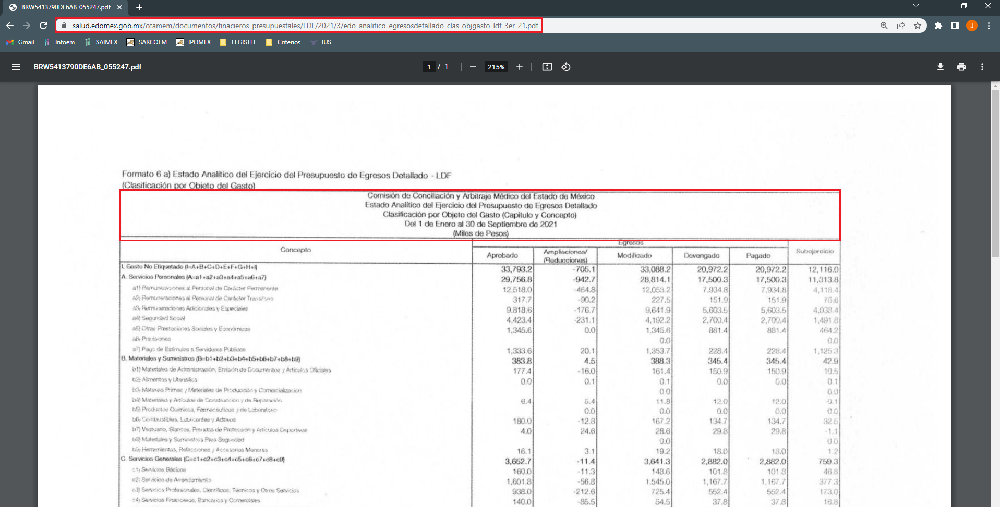 BRW5413790DE6AB_055247.pdf
salud.edomex.gob.mx/ccamem/documentos/finacieros_presupuestales/LDF/2021/3/edo_analitico_egresosdetallado_clas_objgasto_ldf_3er_21.pdf
J
Gmail Infoem SAIMEX SARCOEM IPOMEX LEGISTEL Criterios IUS
BRW5413790DE6AB_055247.pdf 1 / 1 215%
Formato 6 a) Estado Analítico del Ejercicio del Presupuesto de Egresos Detallado - LDF
(Clasificación por Objeto del Gasto)
Comisión de Conciliación y Arbitraje Médico del Estado de México
Estado Analítico del Ejercicio del Presupuesto de Egresos Detallado
Clasificación por Objeto del Gasto (Capítulo y Concepto)
Del 1 de Enero al 30 de Septiembre de 2021
(Miles de Pesos)
Egresos
Concepto Aprobado Ampliaciones/ (Reducciones) Modificado Devengado Pagado Subejercicio
I. Gasto No Etiquetado (I=A+B+C+D+E+F+G+H+I) 33,793.2 -705.1 33,088.2 20,972.2 20,972.2 12,116.0
A. Servicios Personales (A=a1+a2+a3+a4+a5+a6+a7) 29,756.8 -942.7 28,814.1 17,500.3 17,500.3 11,313.8
a1) Remuneraciones al Personal de Carácter Permanente 12,518.0 -464.8 12,053.2 7,934.8 7,934.8 4,118.4
a2) Remuneraciones al Personal de Carácter Transitorio 317.7 -90.2 227.5 151.9 151.9 75.6
a3) Remuneraciones Adicionales y Especiales 9,818.6 -176.7 9,641.9 5,603.5 5,603.5 4,038.4
a4) Seguridad Social 4,423.4 -231.1 4,192.2 2,700.4 2,700.4 1,491.8
a5) Otras Prestaciones Sociales y Económicas 1,345.6 0.0 1,345.6 881.4 881.4 464.2
a6) Previsiones 0.0 0.0
a7) Pago de Estímulos a Servidores Públicos 1,333.6 20.1 1,353.7 228.4 228.4 1,125.3
B. Materiales y Suministros (B=b1+b2+b3+b4+b5+b6+b7+b8+b9) 383.8 4.5 388.3 345.4 345.4 42.9
b1) Materiales de Administración, Emisión de Documentos y Artículos Oficiales 177.4 -16.0 161.4 150.9 150.9 10.5
b2) Alimentos y Utensilios 0.0 0.1 0.1 0.0 0.0 0.1
b3) Materias Primas y Materiales de Producción y Comercialización 0.0 0.0
b4) Materiales y Artículos de Construcción y de Reparación 6.4 5.4 11.8 12.0 12.0 -0.1
b5) Productos Químicos, Farmacéuticos y de Laboratorio 0.0 0.0 0.0 0.0 0.0
b6) Combustibles, Lubricantes y Aditivos 180.0 -12.8 167.2 134.7 134.7 32.5
b7) Vestuario, Blancos, Prendas de Protección y Artículos Deportivos 4.0 24.6 28.6 29.8 29.8 -1.1
b8) Materiales y Suministros Para Seguridad 0.0 0.0
b9) Herramientas, Refacciones y Accesorios Menores 16.1 3.1 19.2 18.0 18.0 1.2
C. Servicios Generales (C=c1+c2+c3+c4+c5+c6+c7+c8+c9) 3,652.7 -11.4 3,641.3 2,882.0 2,882.0 759.3
c1) Servicios Básicos 160.0 -11.3 148.6 101.8 101.8 46.8
c2) Servicios de Arrendamiento 1,601.8 -56.8 1,545.0 1,167.7 1,167.7 377.3
c3) Servicios Profesionales, Científicos, Técnicos y Otros Servicios 938.0 -212.6 725.4 552.4 552.4 173.0
c4) Servicios Financieros, Bancarios y Comerciales 140.0 -85.5 54.5 37.8 37.8 16.8